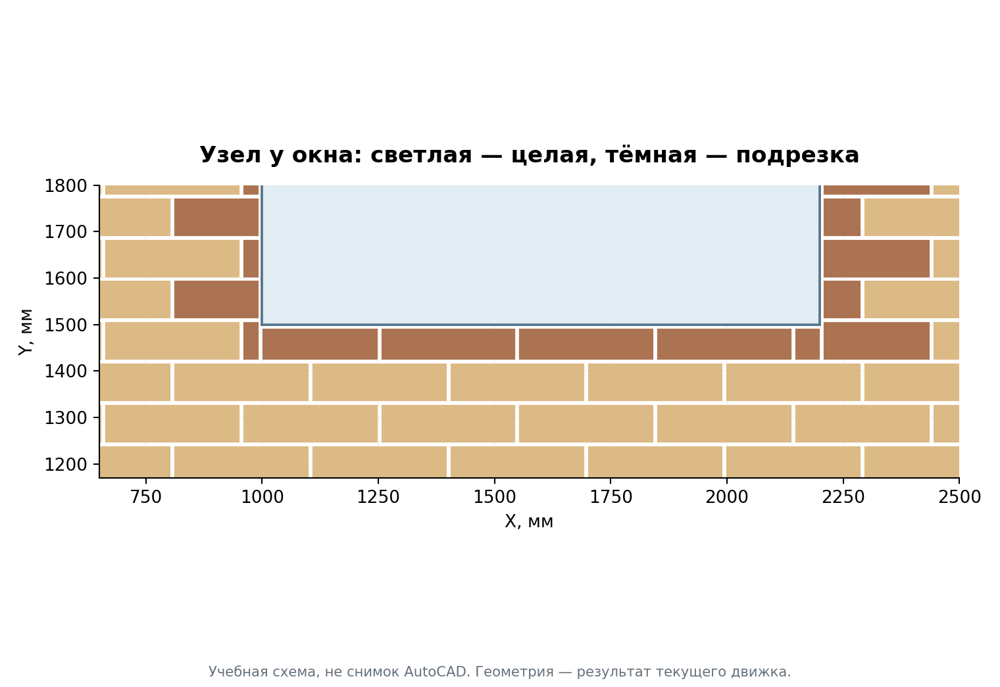 Узел у окна: светлая — целая, тёмная — подрезка
1800
1700
1600
1500
1400
1300
1200
Y, мм
750 1000 1250 1500 1750 2000 2250 2500
X, мм
Учебная схема, не снимок AutoCAD. Геометрия — результат текущего движка.